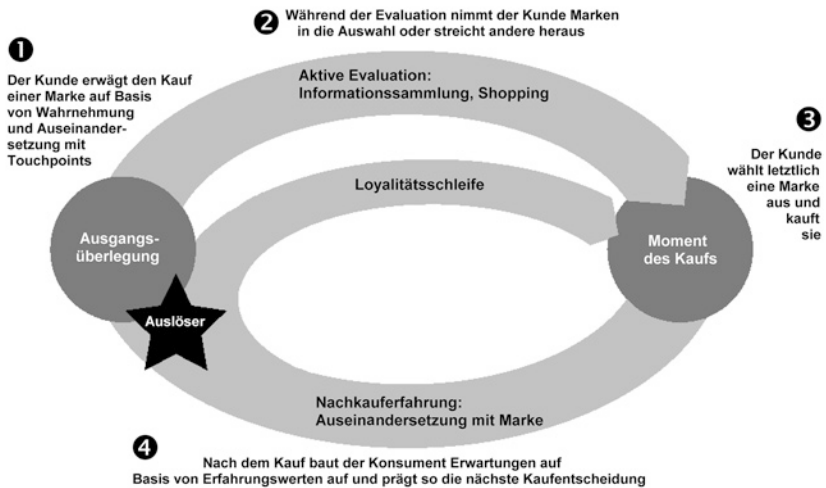 ❶
Der Kunde erwägt den Kauf
einer Marke auf Basis
von Wahrnehmung
und Auseinander-
setzung mit
Touchpoints
❷ Während der Evaluation nimmt der Kunde Marken
in die Auswahl oder streicht andere heraus
Aktive Evaluation:
Informationssammlung, Shopping
❸
Der Kunde
wählt letztlich
eine Marke
aus und
kauft
sie
Loyalitätsschleife
Ausgangs-
überlegung
Moment
des Kaufs
Auslöser
Nachkauferfahrung:
Auseinandersetzung mit Marke
❹
Nach dem Kauf baut der Konsument Erwartungen auf
Basis von Erfahrungswerten auf und prägt so die nächste Kaufentscheidung